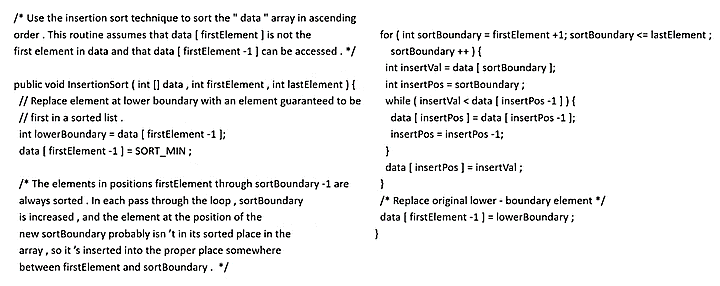 /* Use the insertion sort technique to sort the " data " array in ascending
order . This routine assumes that data [ firstElement ] is not the
first element in data and that data [ firstElement -1 ] can be accessed . */
public void InsertionSort ( int [] data , int firstElement , int lastElement ) {
// Replace element at lower boundary with an element guaranteed to be
// first in a sorted list .
int lowerBoundary = data [ firstElement -1 ];
data [ firstElement -1 ] = SORT_MIN ;
/* The elements in positions firstElement through sortBoundary -1 are
always sorted . In each pass through the loop , sortBoundary
is increased , and the element at the position of the
new sortBoundary probably isn 't in its sorted place in the
array , so it 's inserted into the proper place somewhere
between firstElement and sortBoundary . */
for ( int sortBoundary = firstElement +1; sortBoundary <= lastElement ;
sortBoundary ++ ) {
int insertVal = data [ sortBoundary ];
int insertPos = sortBoundary ;
while ( insertVal < data [ insertPos -1 ] ) {
data [ insertPos ] = data [ insertPos -1 ];
insertPos = insertPos -1;
}
data [ insertPos ] = insertVal ;
}
/* Replace original lower - boundary element */
data [ firstElement -1 ] = lowerBoundary ;
}